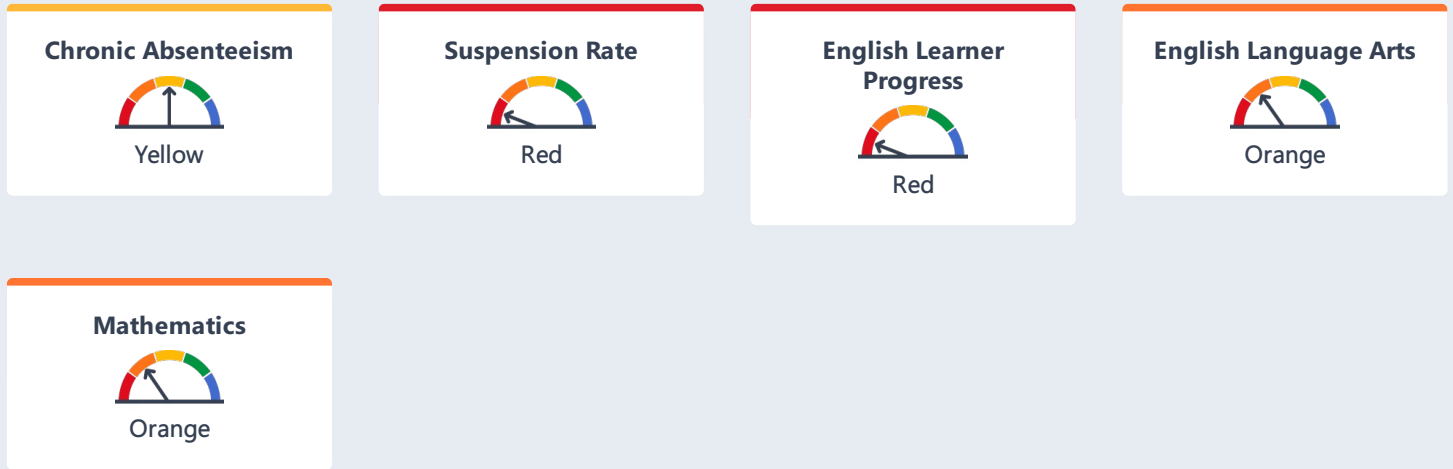 Chronic Absenteeism
Yellow
Suspension Rate
Red
English Learner
Progress
Red
English Language Arts
Orange
Mathematics
Orange